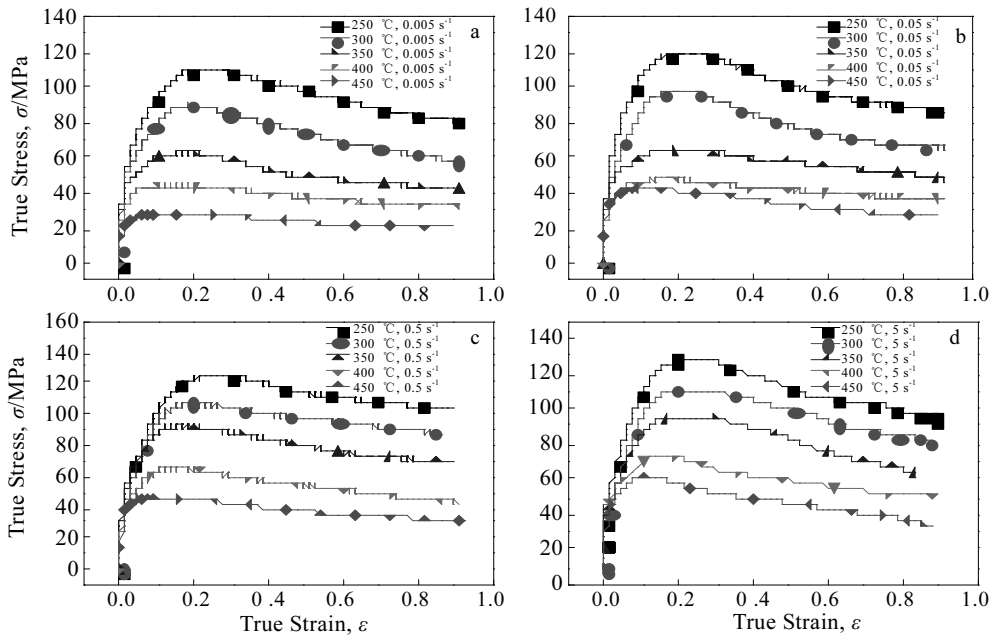 140
120
100
80
60
40
20
0
True Stress, σ/MPa
a
250 ℃, 0.005 s⁻¹
300 ℃, 0.005 s⁻¹
350 ℃, 0.005 s⁻¹
400 ℃, 0.005 s⁻¹
450 ℃, 0.005 s⁻¹
0.0 0.2 0.4 0.6 0.8 1.0
140
120
100
80
60
40
20
0
b
250 ℃, 0.05 s⁻¹
300 ℃, 0.05 s⁻¹
350 ℃, 0.05 s⁻¹
400 ℃, 0.05 s⁻¹
450 ℃, 0.05 s⁻¹
0.0 0.2 0.4 0.6 0.8 1.0
160
140
120
100
80
60
40
20
0
True Stress, σ/MPa
c
250 ℃, 0.5 s⁻¹
300 ℃, 0.5 s⁻¹
350 ℃, 0.5 s⁻¹
400 ℃, 0.5 s⁻¹
450 ℃, 0.5 s⁻¹
0.0 0.2 0.4 0.6 0.8 1.0
True Strain, ε
140
120
100
80
60
40
20
0
d
250 ℃, 5 s⁻¹
300 ℃, 5 s⁻¹
350 ℃, 5 s⁻¹
400 ℃, 5 s⁻¹
450 ℃, 5 s⁻¹
0.0 0.2 0.4 0.6 0.8 1.0
True Strain, ε